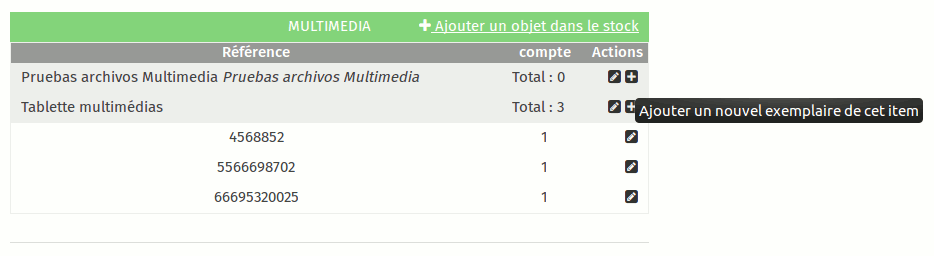 MULTIMEDIA Ajouter un objet dans le stock
Référence compte Actions
Pruebas archivos Multimedia Pruebas archivos Multimedia Total : 0
Tablette multimédias Total : 3
Ajouter un nouvel exemplaire de cet item
4568852 1
5566698702 1
66695320025 1